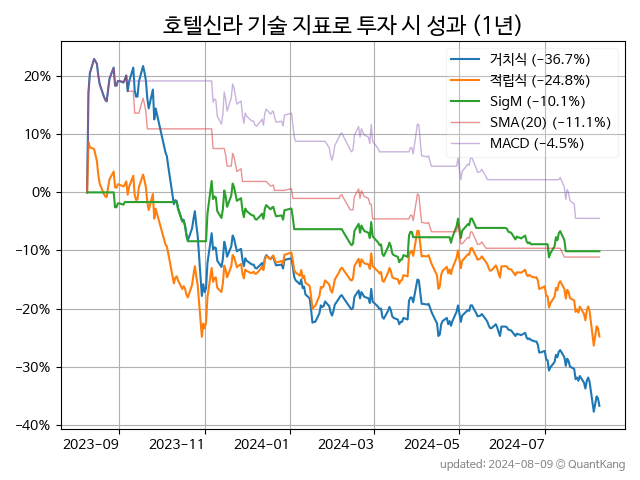 호텔신라 기술 지표로 투자 시 성과 (1년)
거치식 (−36.7%)
적립식 (−24.8%)
SigM (−10.1%)
SMA(20) (−11.1%)
MACD (−4.5%)
20%
10%
0%
−10%
−20%
−30%
−40%
2023-09 2023-11 2024-01 2024-03 2024-05 2024-07
updated: 2024-08-09 © QuantKang